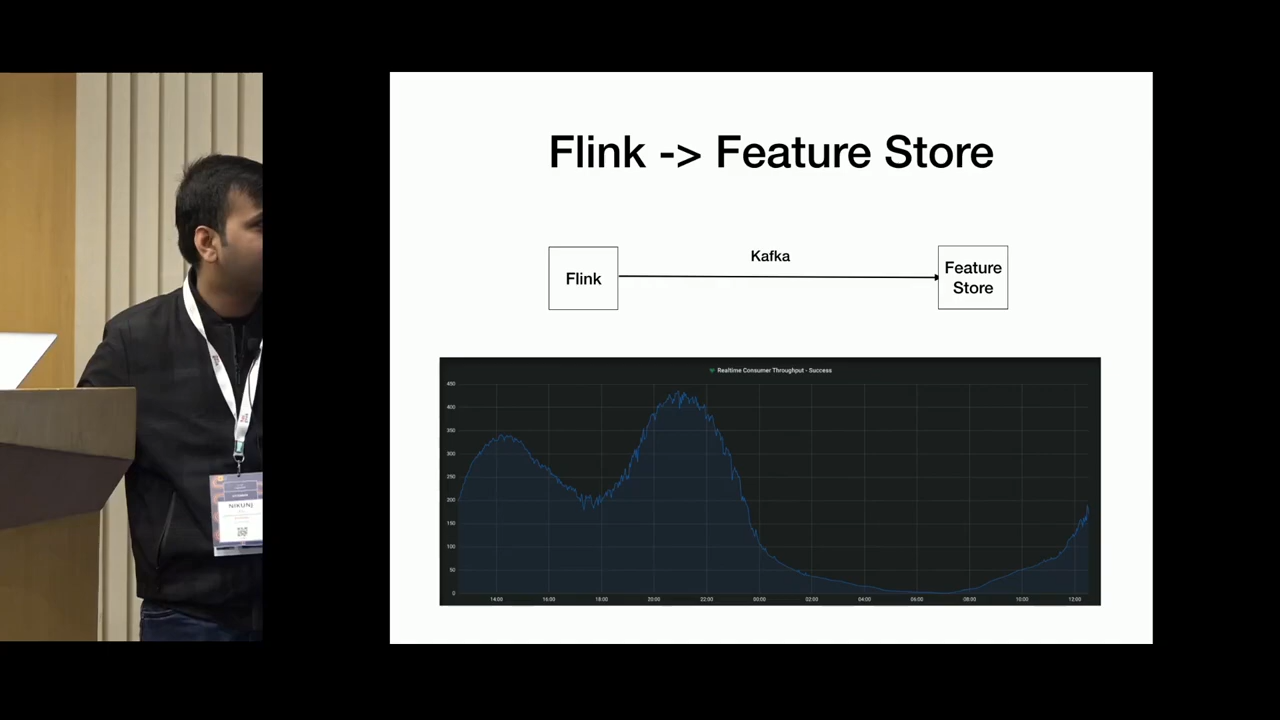 Flink -> Feature Store
Flink
Kafka
Feature
Store
Realtime Consumer Throughput - Success
450
400
350
300
250
200
150
100
50
0
14:00 16:00 18:00 20:00 22:00 00:00 02:00 04:00 06:00 08:00 10:00 12:00
NIKUNJ